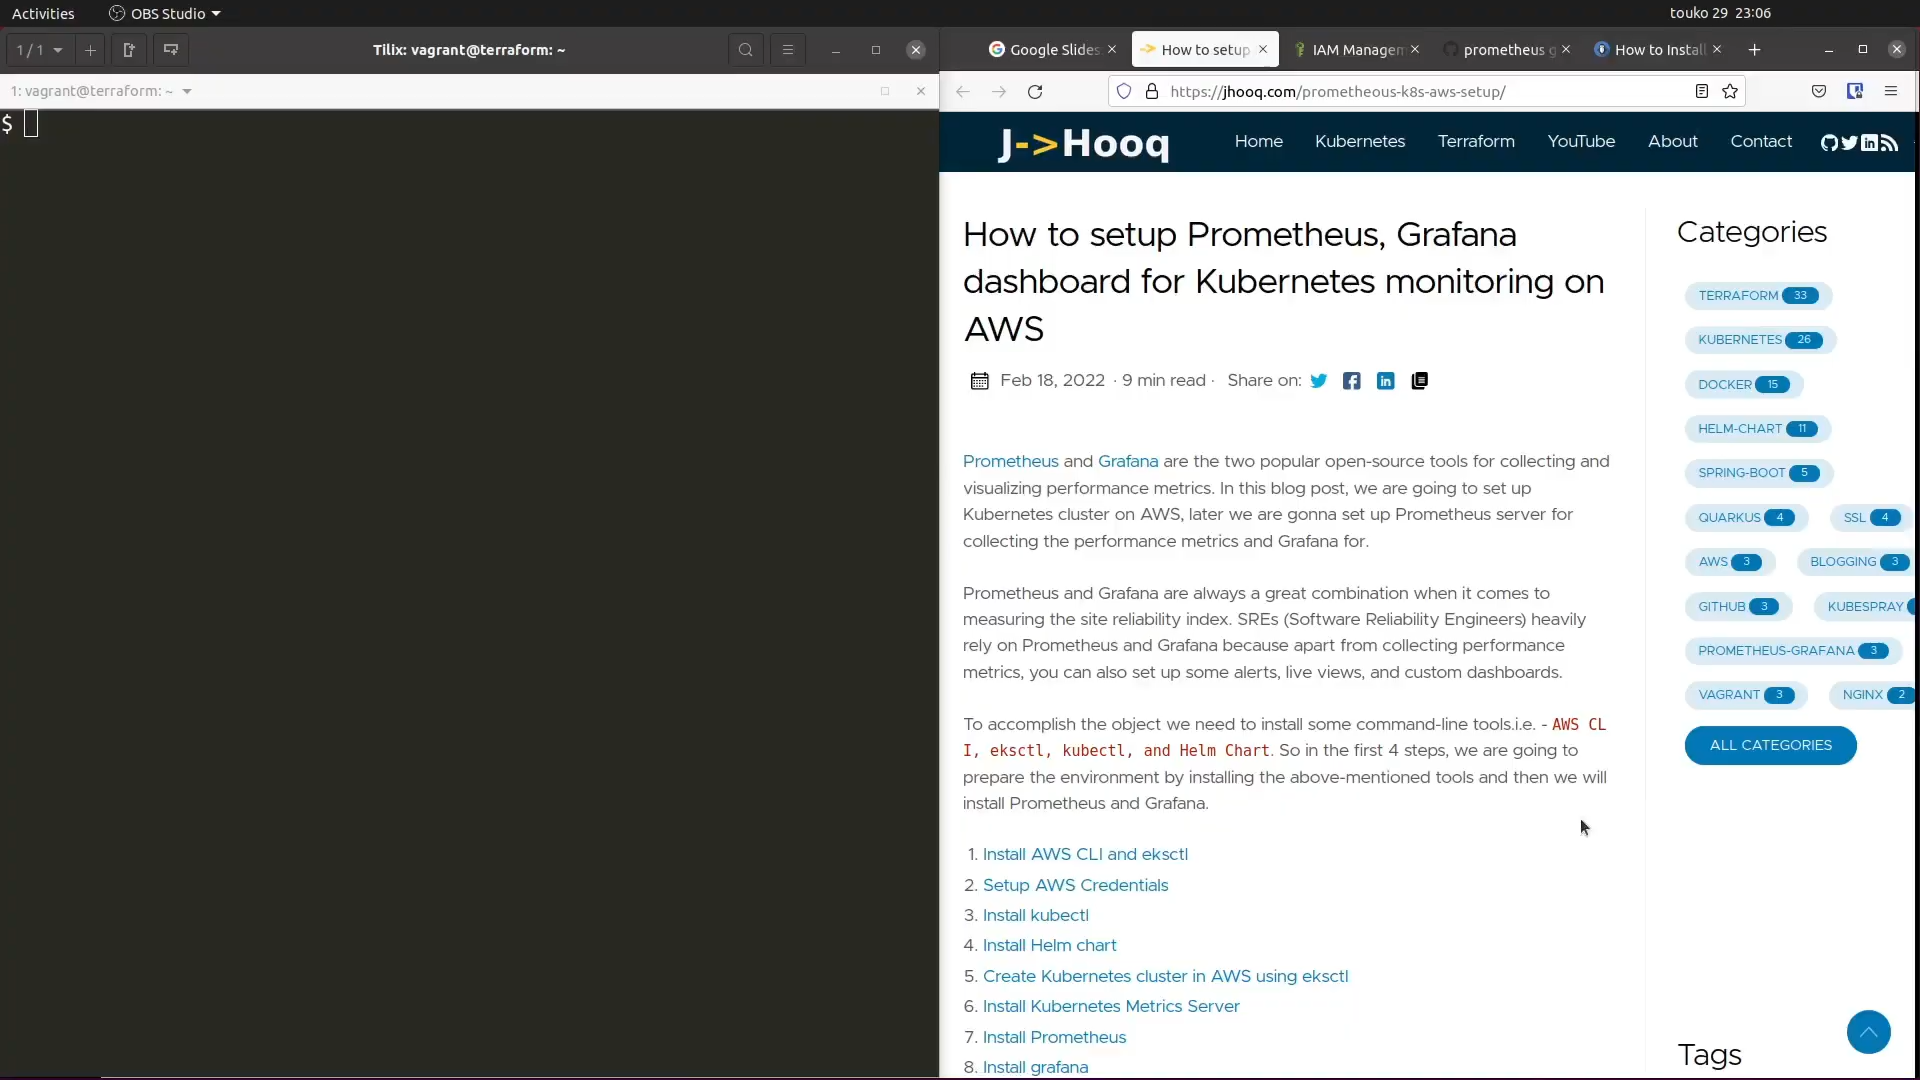 Activities
OBS Studio
touko 29 23:06
1 / 1
Tilix: vagrant@terraform: ~
1: vagrant@terraform: ~
$
Google Slides
How to setup
IAM Managem
prometheus g
How to Install
https://jhooq.com/prometheous-k8s-aws-setup/
J->Hooq
Home
Kubernetes
Terraform
YouTube
About
Contact
How to setup Prometheus, Grafana
dashboard for Kubernetes monitoring on
AWS
Feb 18, 2022 · 9 min read · Share on:
Prometheus and Grafana are the two popular open-source tools for collecting and
visualizing performance metrics. In this blog post, we are going to set up
Kubernetes cluster on AWS, later we are gonna set up Prometheus server for
collecting the performance metrics and Grafana for.
Prometheus and Grafana are always a great combination when it comes to
measuring the site reliability index. SREs (Software Reliability Engineers) heavily
rely on Prometheus and Grafana because apart from collecting performance
metrics, you can also set up some alerts, live views, and custom dashboards.
To accomplish the object we need to install some command-line tools.i.e. - AWS CL
I, eksctl, kubectl, and Helm Chart. So in the first 4 steps, we are going to
prepare the environment by installing the above-mentioned tools and then we will
install Prometheus and Grafana.
1. Install AWS CLI and eksctl
2. Setup AWS Credentials
3. Install kubectl
4. Install Helm chart
5. Create Kubernetes cluster in AWS using eksctl
6. Install Kubernetes Metrics Server
7. Install Prometheus
8. Install grafana
Categories
TERRAFORM 33
KUBERNETES 26
DOCKER 15
HELM-CHART 11
SPRING-BOOT 5
QUARKUS 4
SSL 4
AWS 3
BLOGGING 3
GITHUB 3
KUBESPRAY
PROMETHEUS-GRAFANA 3
VAGRANT 3
NGINX 2
ALL CATEGORIES
Tags